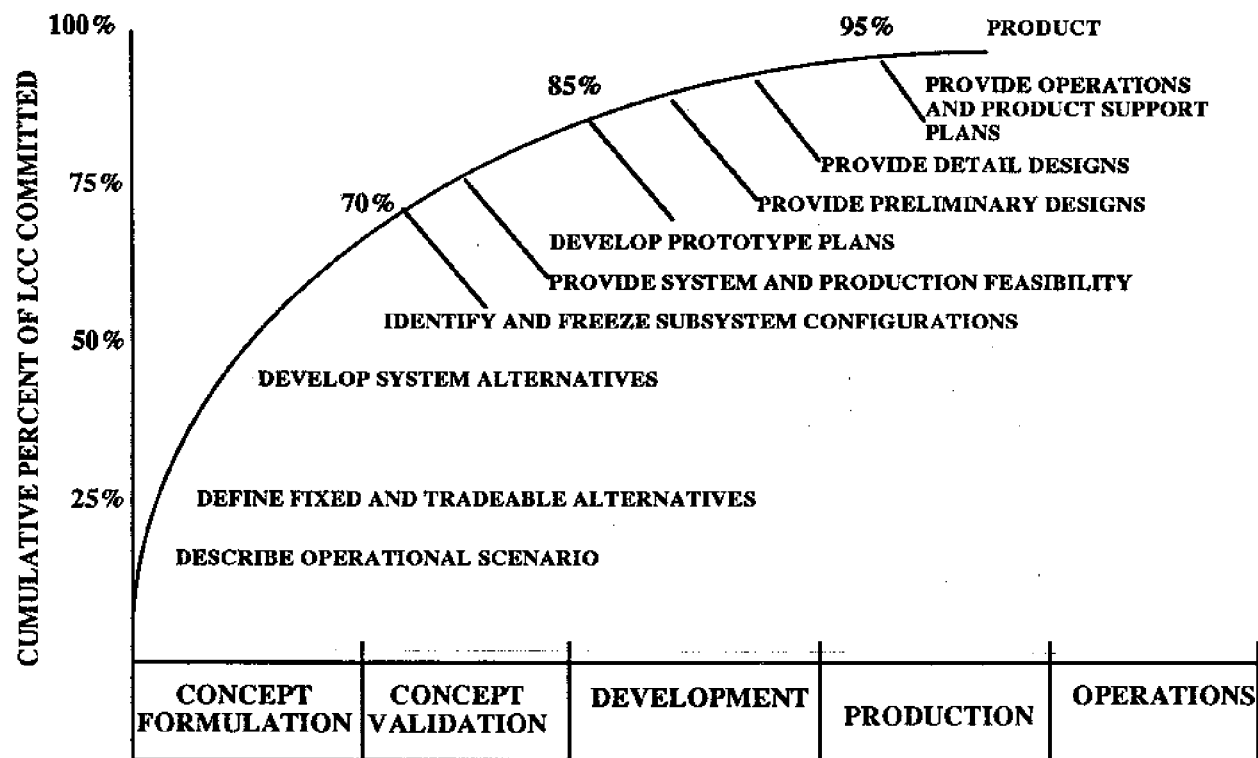 100%
95%
PRODUCT
85%
PROVIDE OPERATIONS
AND PRODUCT SUPPORT
PLANS
PROVIDE DETAIL DESIGNS
75%
70%
PROVIDE PRELIMINARY DESIGNS
DEVELOP PROTOTYPE PLANS
PROVIDE SYSTEM AND PRODUCTION FEASIBILITY
IDENTIFY AND FREEZE SUBSYSTEM CONFIGURATIONS
50%
DEVELOP SYSTEM ALTERNATIVES
25%
DEFINE FIXED AND TRADEABLE ALTERNATIVES
DESCRIBE OPERATIONAL SCENARIO
CUMULATIVE PERCENT OF LCC COMMITTED
CONCEPT
FORMULATION
CONCEPT
VALIDATION
DEVELOPMENT
PRODUCTION
OPERATIONS